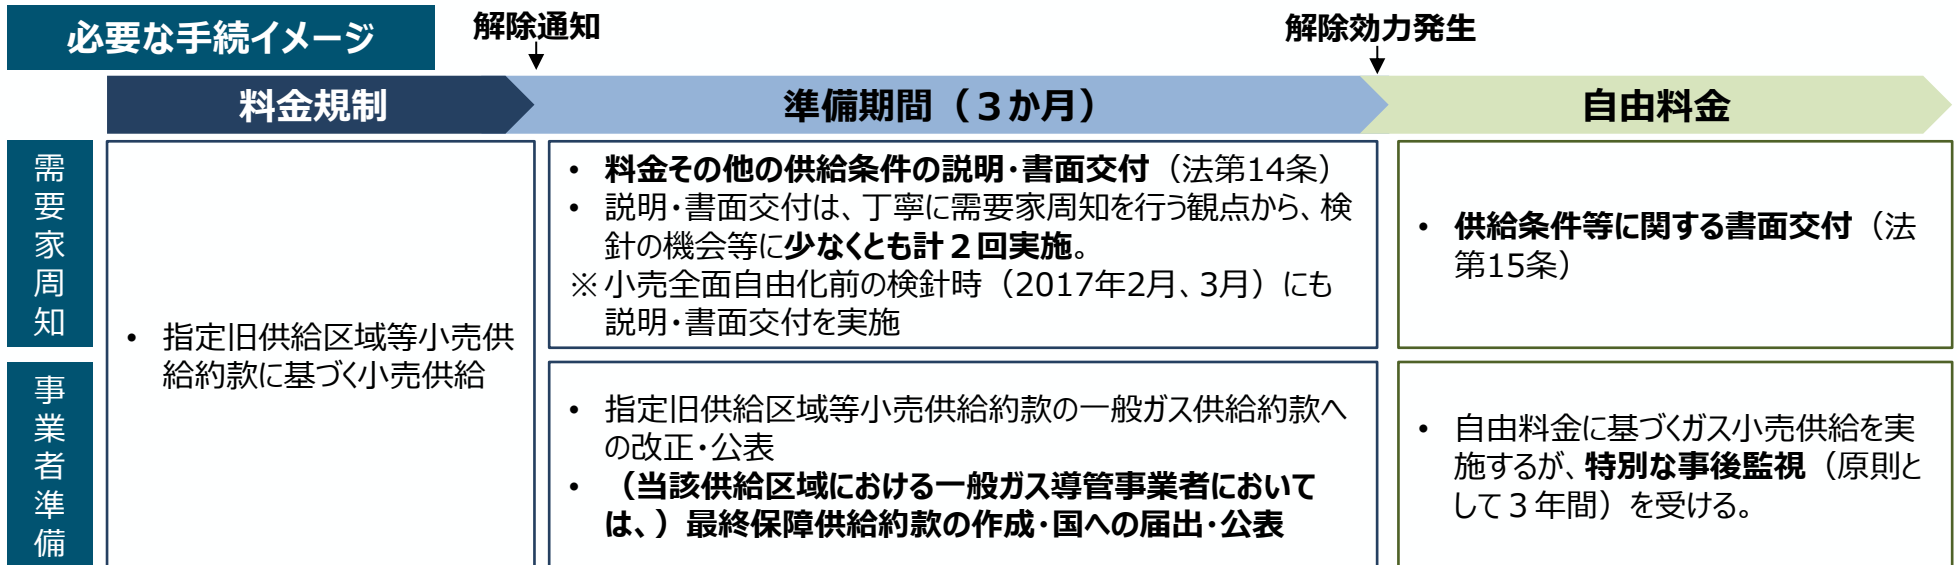 必要な手続イメージ
解除通知
解除効力発生
料金規制
準備期間（３か月）
自由料金
需要家周知
事業者準備
• 指定旧供給区域等小売供
給約款に基づく小売供給
• 料金その他の供給条件の説明・書面交付（法第14条）
• 説明・書面交付は、丁寧に需要家周知を行う観点から、検
針の機会等に少なくとも計２回実施。
※小売全面自由化前の検針時（2017年2月、3月）にも
説明・書面交付を実施
• 供給条件等に関する書面交付（法
第15条）
• 指定旧供給区域等小売供給約款の一般ガス供給約款へ
の改正・公表
• （当該供給区域における一般ガス導管事業者において
は、）最終保障供給約款の作成・国への届出・公表
• 自由料金に基づくガス小売供給を実
施するが、特別な事後監視（原則と
して３年間）を受ける。